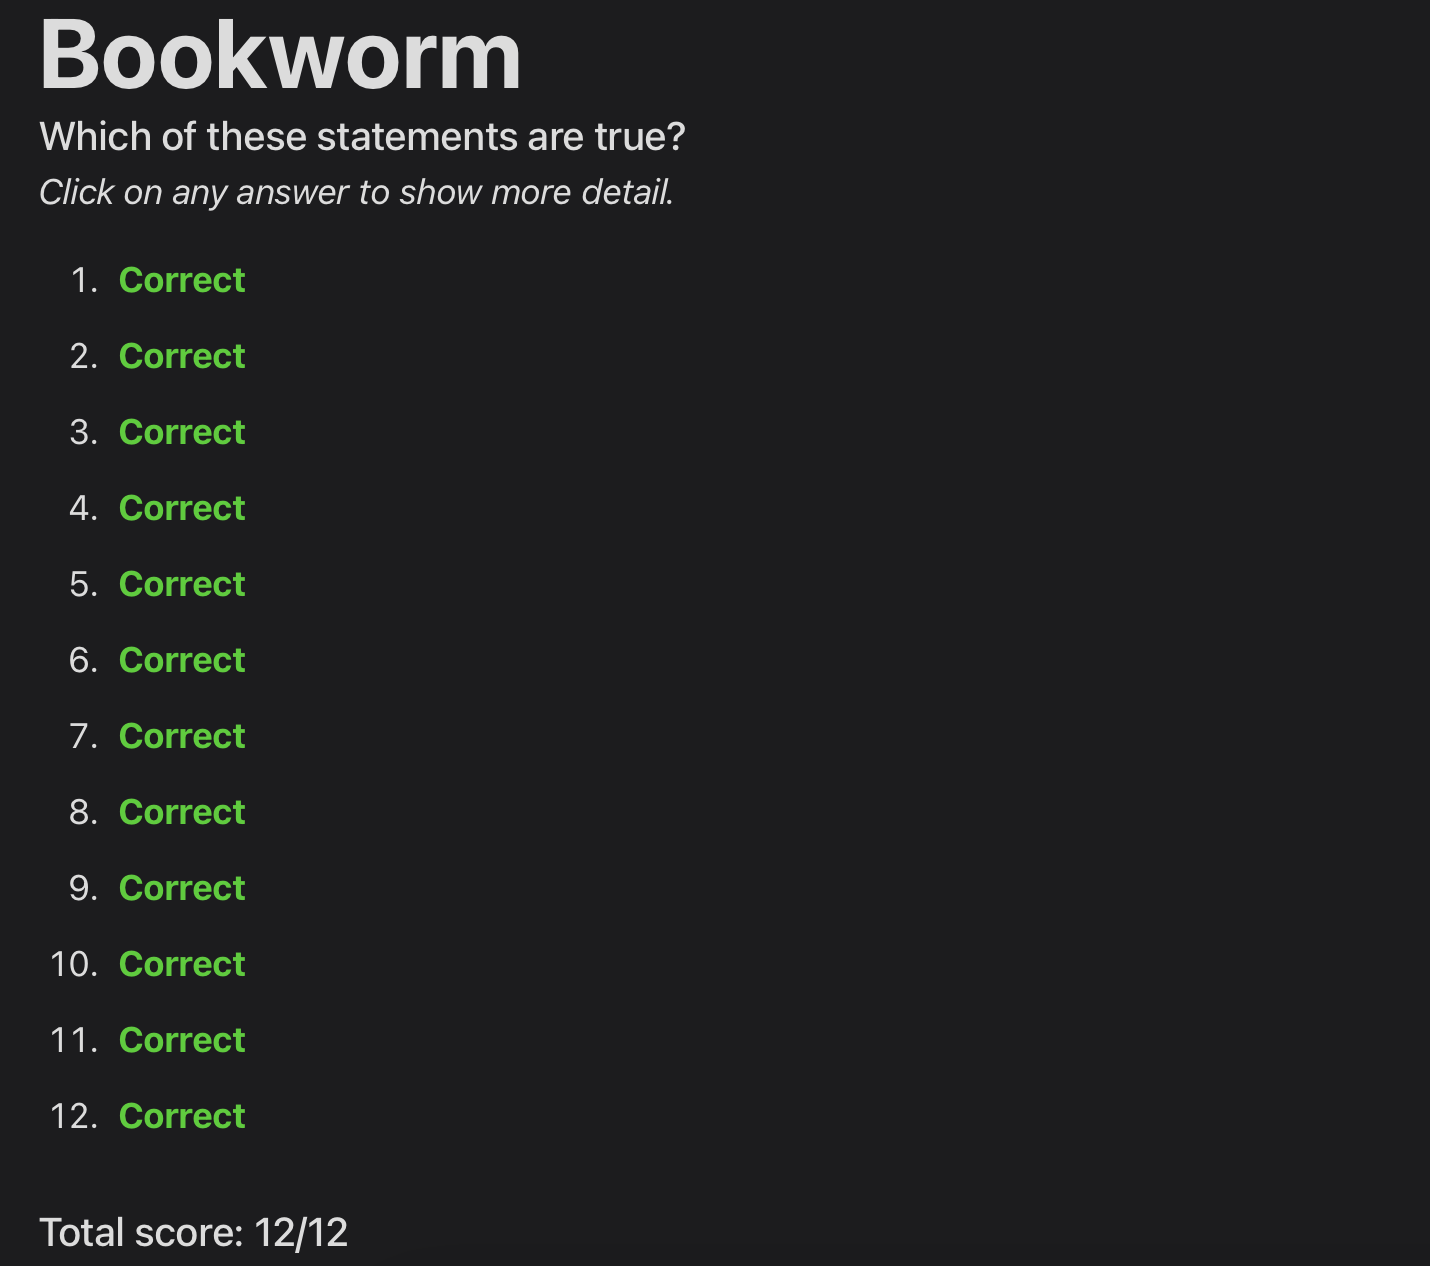 Bookworm
Which of these statements are true?
Click on any answer to show more detail.
1. Correct
2. Correct
3. Correct
4. Correct
5. Correct
6. Correct
7. Correct
8. Correct
9. Correct
10. Correct
11. Correct
12. Correct
Total score: 12/12